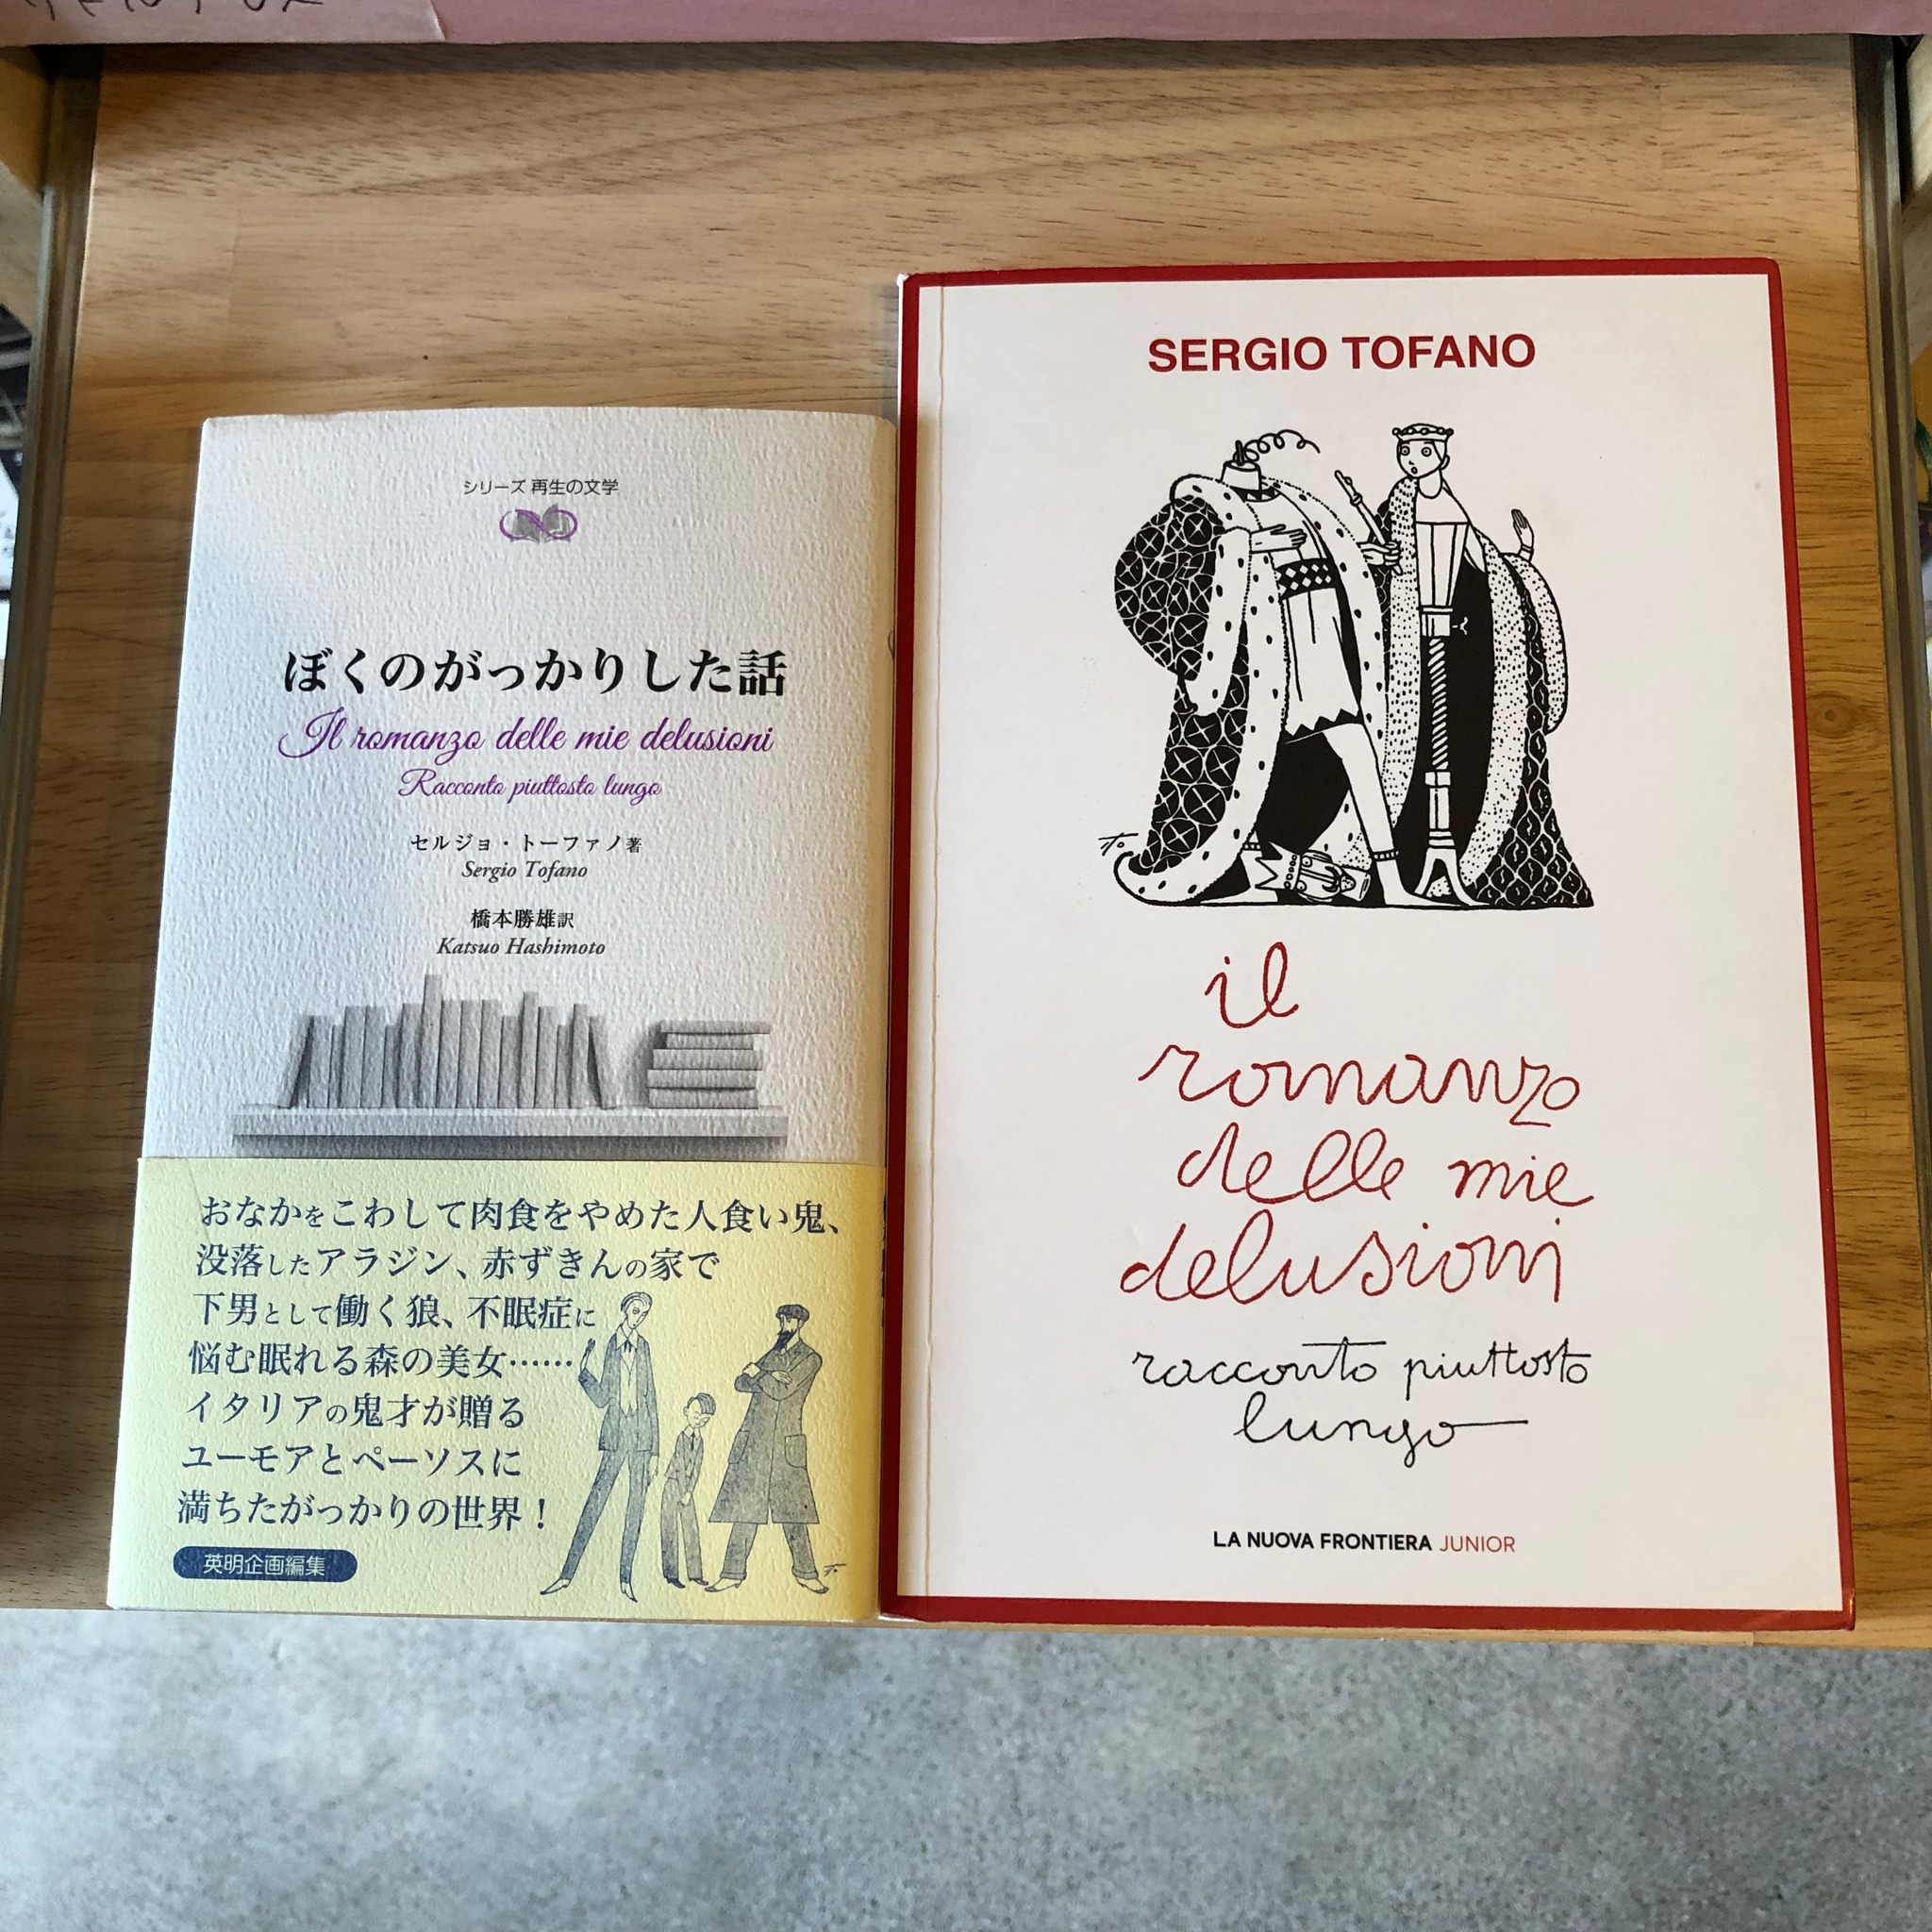 シリーズ 再生の文学
ぼくのがっかりした話
Il romanzo delle mie delusioni
Racconto piuttosto lungo
セルジョ・トーファノ著
Sergio Tofano
橋本勝雄訳
Katsuo Hashimoto
おなかをこわして肉食をやめた人食い鬼、
没落したアラジン、赤ずきんの家で
下男として働く狼、不眠症に
悩む眠れる森の美女……
イタリアの鬼才が贈る
ユーモアとペーソスに
満ちたがっかりの世界！
英明企画編集
SERGIO TOFANO
il
romanzo
delle mie
delusioni
racconto piuttosto
lungo
LA NUOVA FRONTIERA JUNIOR